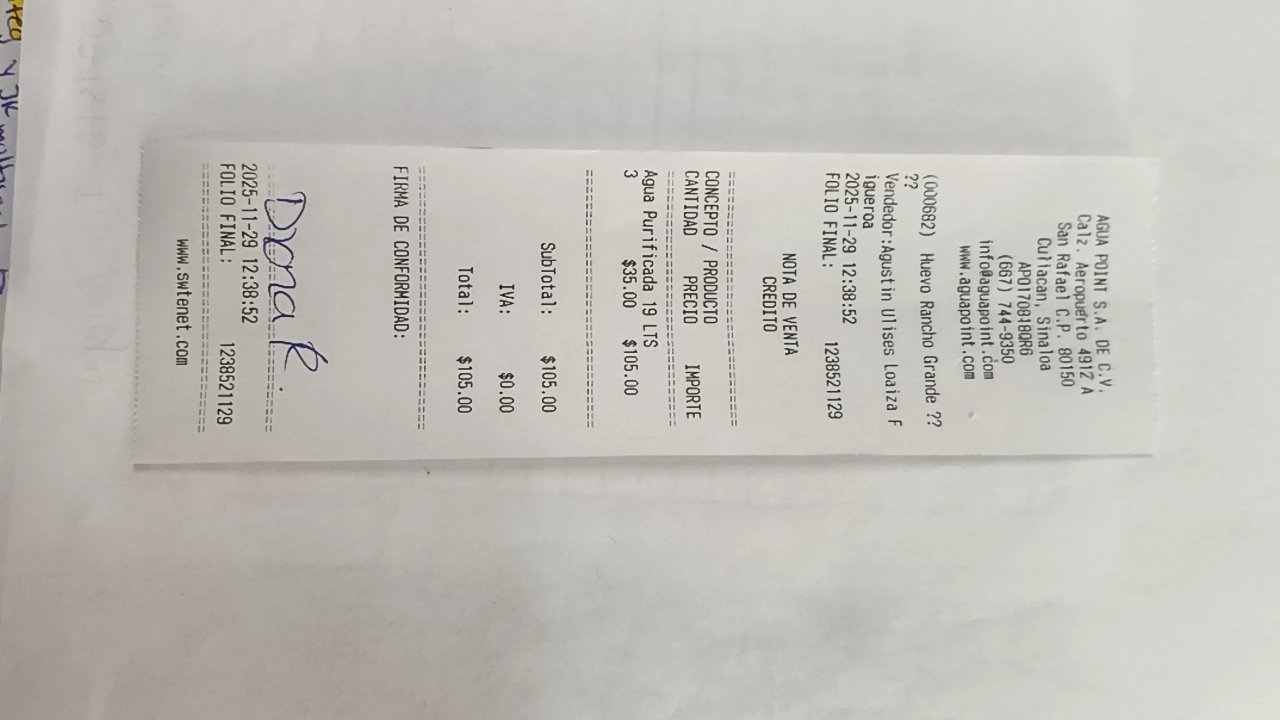 AGUA POINT S.A. DE C.V.
Calz. Aeropuerto 4912 A
San Rafael C.P. 80150
Culiacan, Sinaloa
APO170818QR6
(667) 744-9350
info@aguapoint.com
www.aguapoint.com
(000682) Huevo Rancho Grande ??
??
Vendedor:Agustin Ulises Loaiza F
igueroa
2025-11-29 12:38:52
FOLIO FINAL: 1238521129
NOTA DE VENTA
CREDITO
CONCEPTO / PRODUCTO
CANTIDAD PRECIO IMPORTE
Agua Purificada 19 LTS
3 $35.00 $105.00
SubTotal: $105.00
IVA: $0.00
Total: $105.00
FIRMA DE CONFORMIDAD:
2025-11-29 12:38:52
FOLIO FINAL: 1238521129
www.swtenet.com